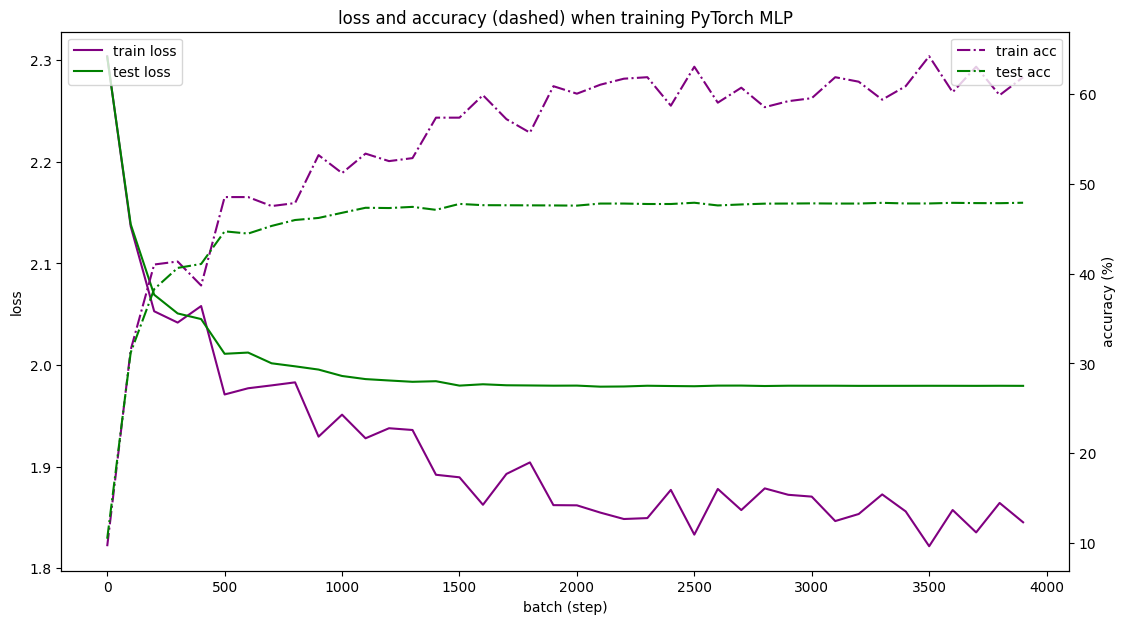 loss and accuracy (dashed) when training PyTorch MLP
train loss
test loss
train acc
test acc
2.3
2.2
2.1
2.0
1.9
1.8
loss
60
50
40
30
20
10
accuracy (%)
0 500 1000 1500 2000 2500 3000 3500 4000
batch (step)